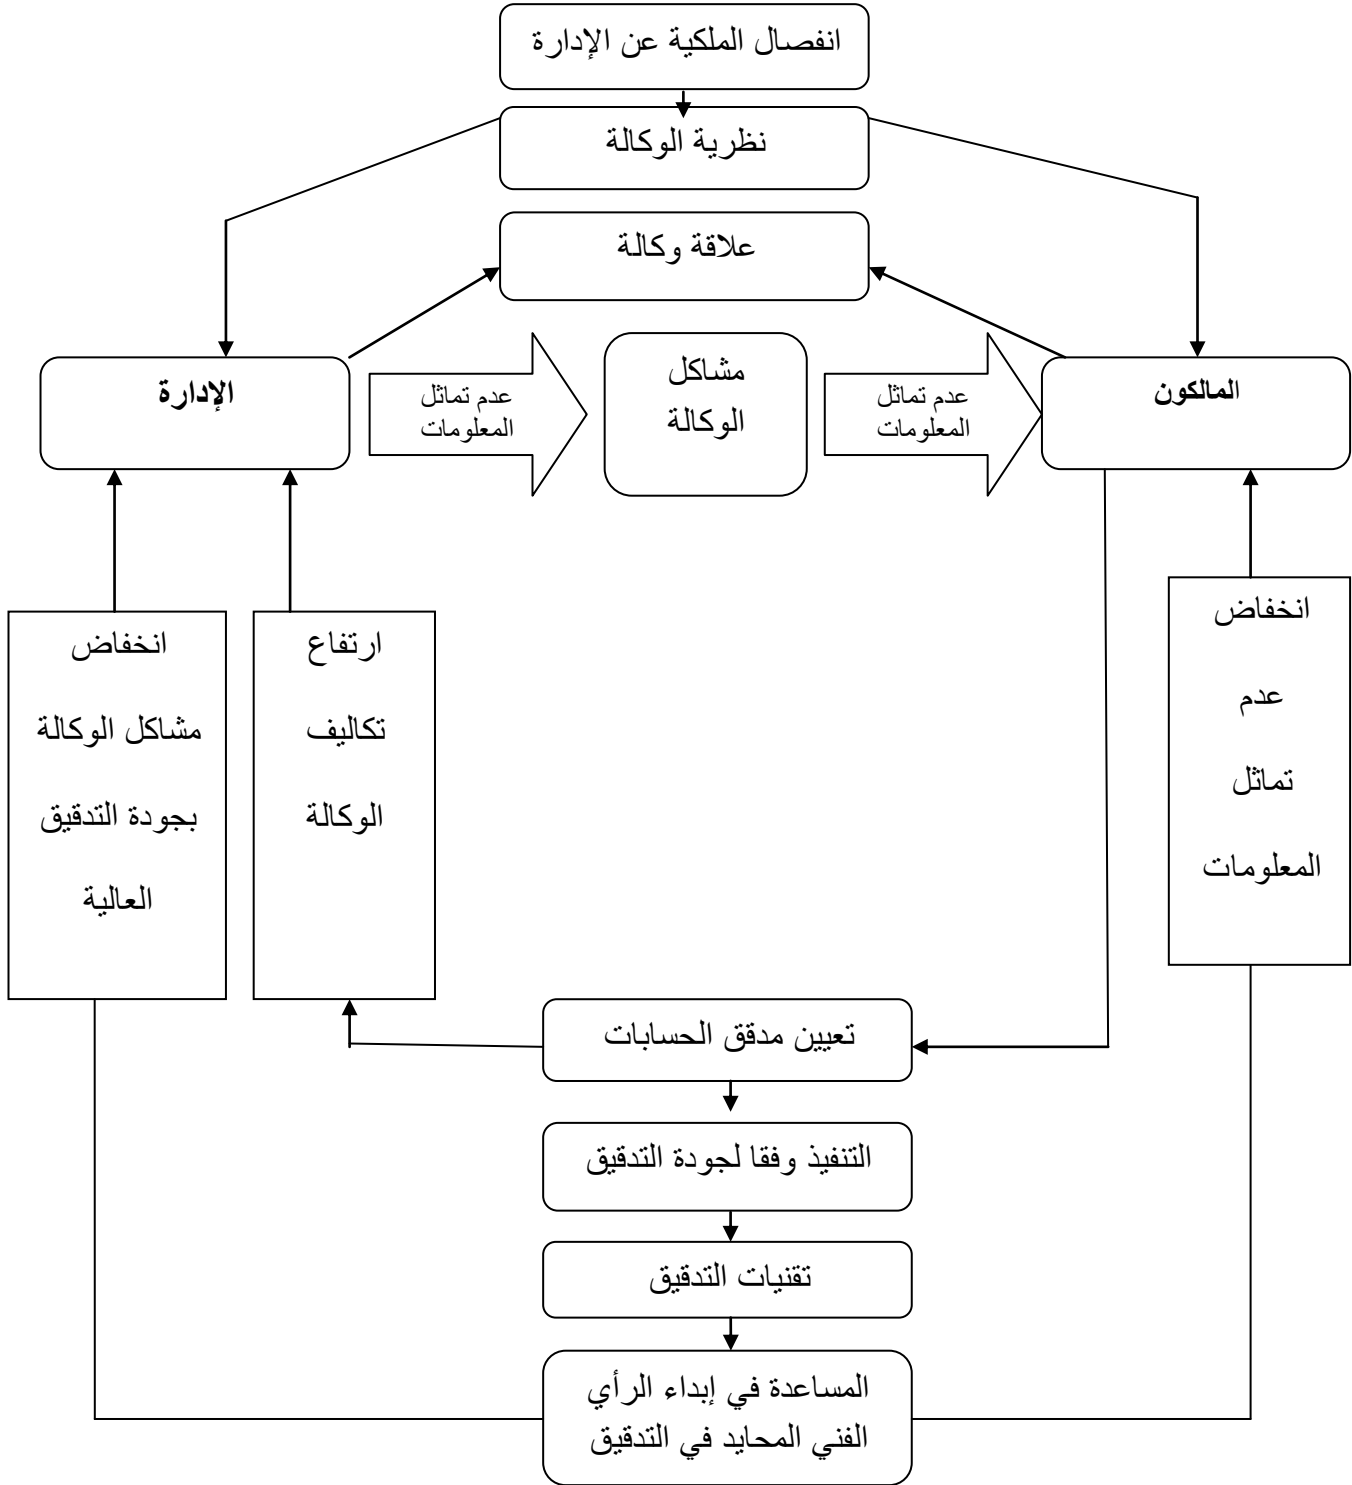 انفصال الملكية عن الإدارة
نظرية الوكالة
علاقة وكالة
المالكون
عدم تماثل
المعلومات
مشاكل
الوكالة
عدم تماثل
المعلومات
الإدارة
انخفاض
عدم
تماثل
المعلومات
ارتفاع
تكاليف
الوكالة
انخفاض
مشاكل الوكالة
بجودة التدقيق
العالية
تعيين مدقق الحسابات
التنفيذ وفقا لجودة التدقيق
تقنيات التدقيق
المساعدة في إبداء الرأي
الفني المحايد في التدقيق